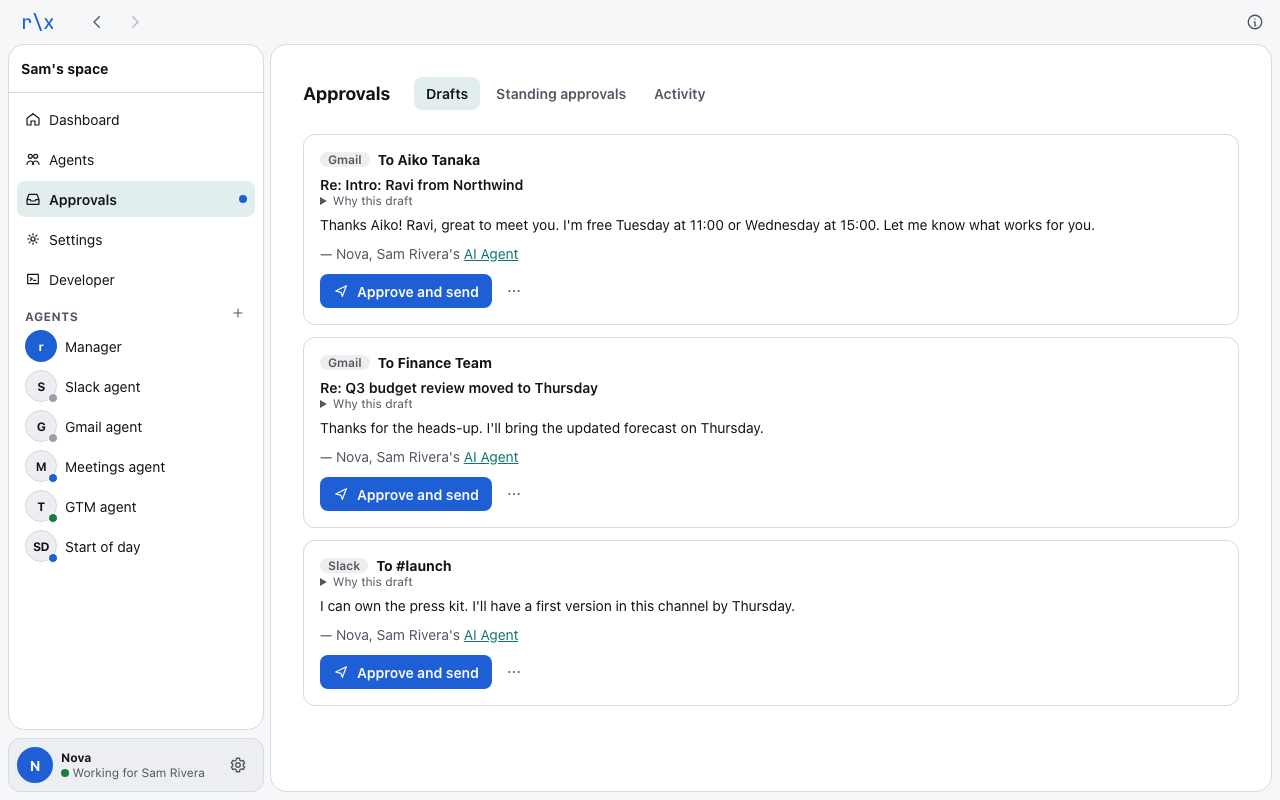 r\x
Sam's space
Dashboard
Agents
Approvals
Settings
Developer
AGENTS
r Manager
S Slack agent
G Gmail agent
M Meetings agent
T GTM agent
SD Start of day
N Nova
Working for Sam Rivera
Approvals Drafts Standing approvals Activity
Gmail To Aiko Tanaka
Re: Intro: Ravi from Northwind
Why this draft
Thanks Aiko! Ravi, great to meet you. I'm free Tuesday at 11:00 or Wednesday at 15:00. Let me know what works for you.
— Nova, Sam Rivera's AI Agent
Approve and send ...
Gmail To Finance Team
Re: Q3 budget review moved to Thursday
Why this draft
Thanks for the heads-up. I'll bring the updated forecast on Thursday.
— Nova, Sam Rivera's AI Agent
Approve and send ...
Slack To #launch
Why this draft
I can own the press kit. I'll have a first version in this channel by Thursday.
— Nova, Sam Rivera's AI Agent
Approve and send ...